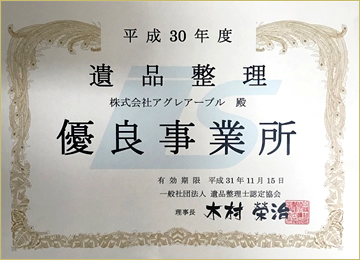 平成30年度
遺品整理
株式会社アグレアーブル 殿
優良事業所
有効期限 平成31年11月15日
一般社団法人 遺品整理士認定協会
理事長 木村 榮治